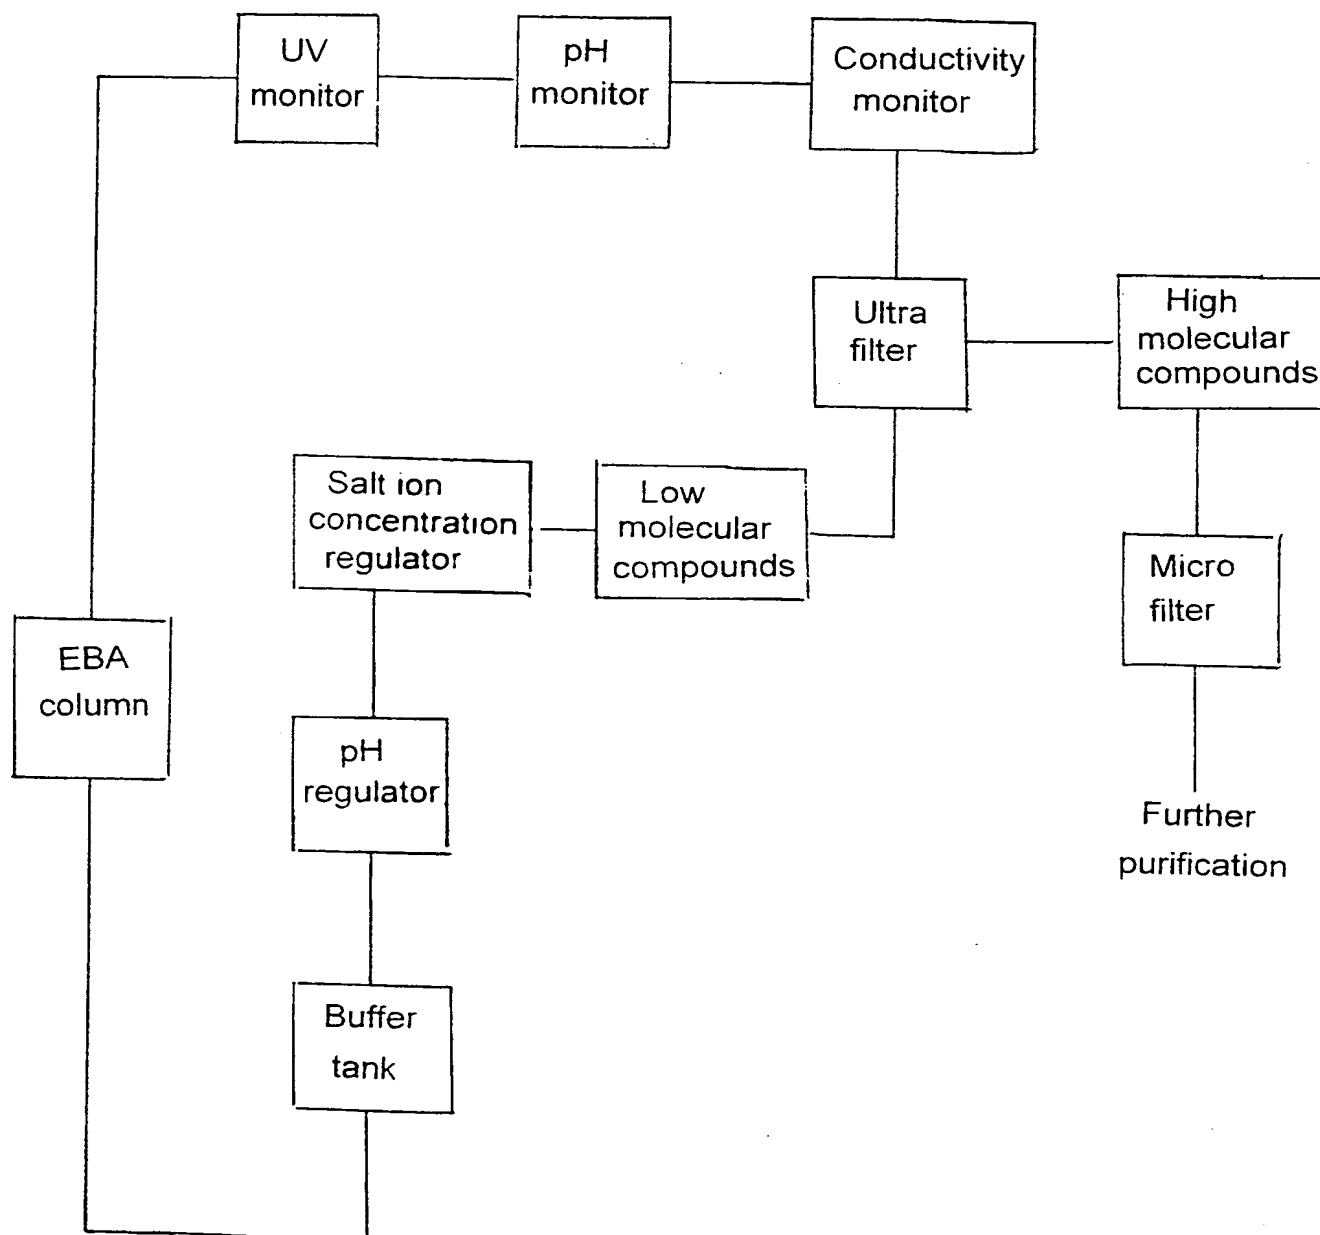 UV
monitor
pH
monitor
Conductivity
monitor
Ultra
filter
High
molecular
compounds
Salt ion
concentration
regulator
Low
molecular
compounds
Micro
filter
EBA
column
pH
regulator
Further
purification
Buffer
tank